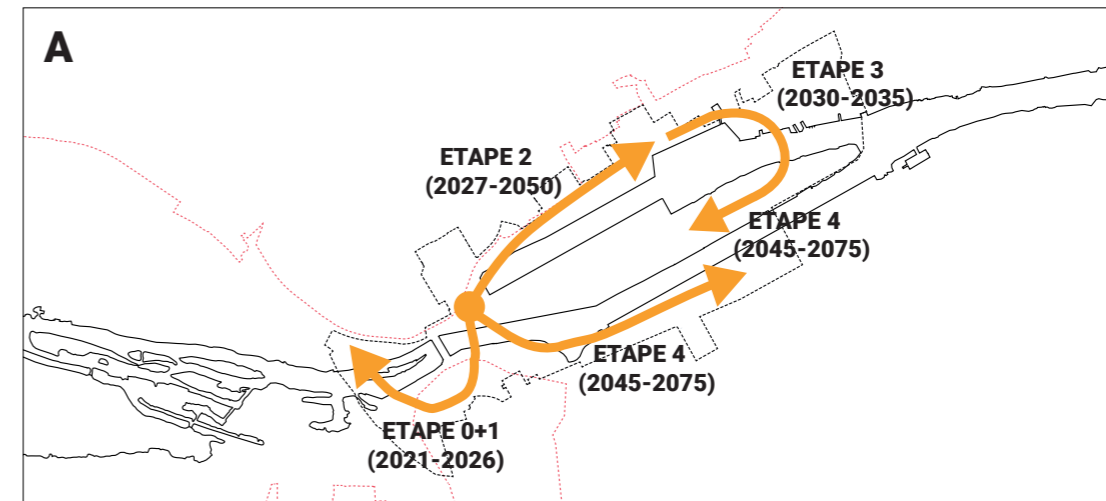 A
ETAPE 3
(2030-2035)
ETAPE 2
(2027-2050)
ETAPE 4
(2045-2075)
ETAPE 4
(2045-2075)
ETAPE 0+1
(2021-2026)